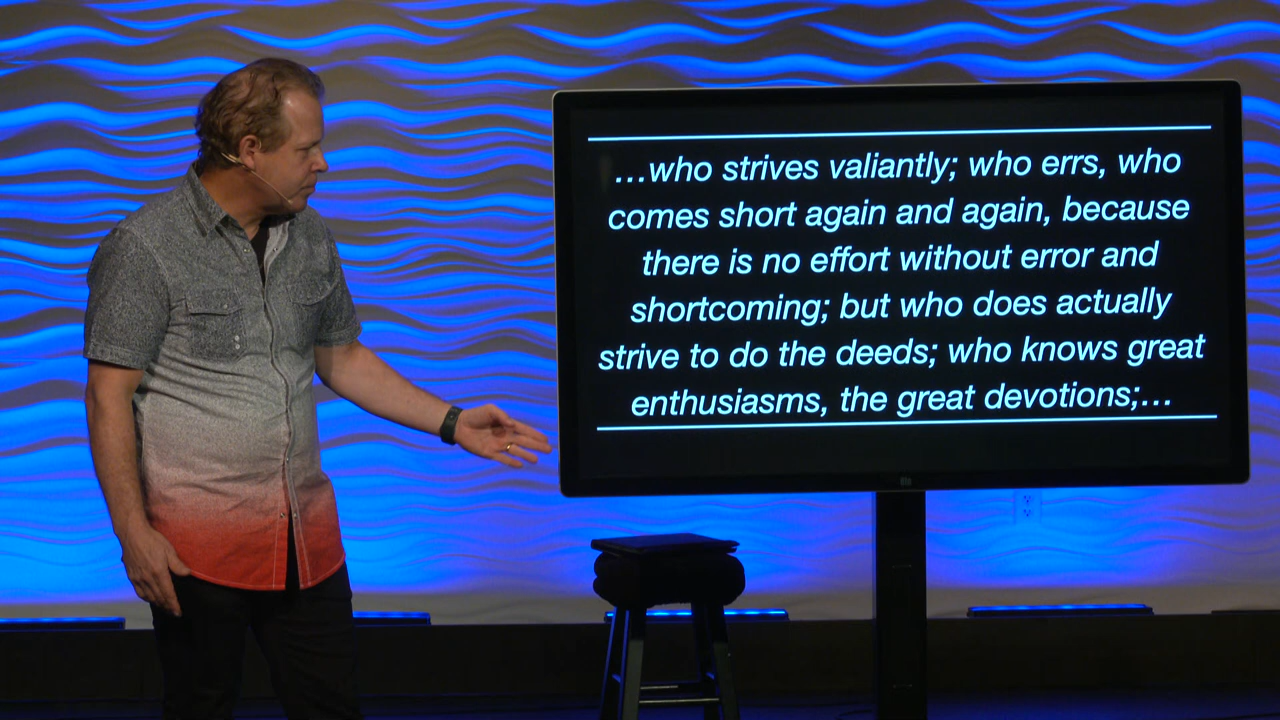 …who strives valiantly; who errs, who
comes short again and again, because
there is no effort without error and
shortcoming; but who does actually
strive to do the deeds; who knows great
enthusiasms, the great devotions;…
elo